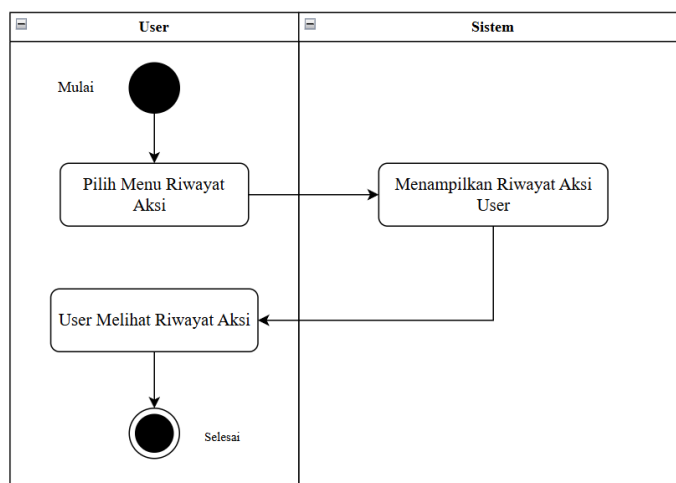 User
Sistem
Mulai
Pilih Menu Riwayat
Aksi
Menampilkan Riwayat Aksi
User
User Melihat Riwayat Aksi
Selesai